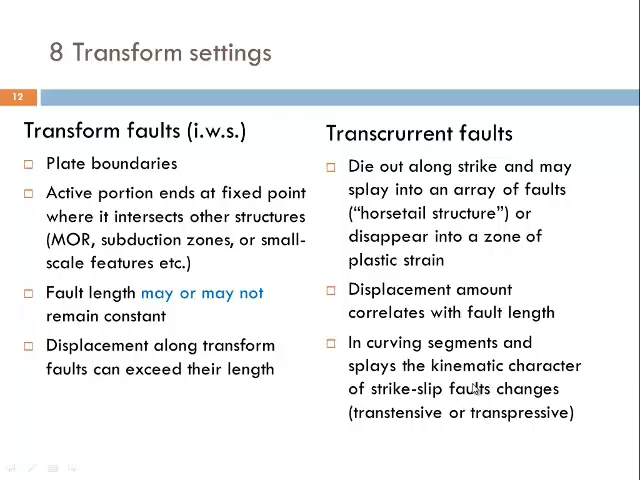 8 Transform settings
12
Transform faults (i.w.s.)
Plate boundaries
Active portion ends at fixed point
where it intersects other structures
(MOR, subduction zones, or small-
scale features etc.)
Fault length may or may not
remain constant
Displacement along transform
faults can exceed their length
Transcrurrent faults
Die out along strike and may
splay into an array of faults
("horsetail structure") or
disappear into a zone of
plastic strain
Displacement amount
correlates with fault length
In curving segments and
splays the kinematic character
of strike-slip faults changes
(transtensive or transpressive)